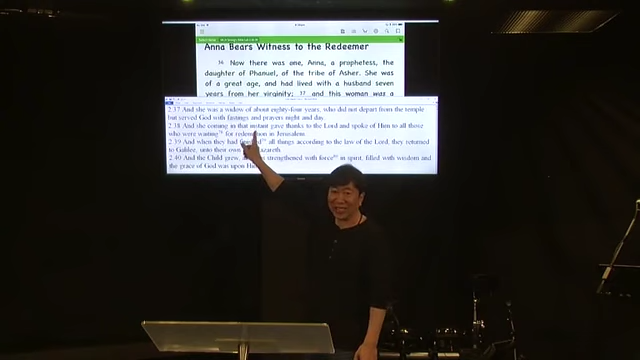 Anna Bears Witness to the Redeemer
36 Now there was one, Anna, a prophetess, the
daughter of Phanuel, of the tribe of Asher. She was
of a great age, and had lived with a husband seven
years from her virginity; 37 and this woman was a
2.37 And she was a widow of about eighty-four years, who did not depart from the temple
but served God with fastings and prayers night and day.
2.38 And she coming in that instant gave thanks to the Lord and spoke of Him to all those
who were waiting for redemption in Jerusalem.
2.39 And when they had all things according to the law of the Lord, they returned
to Galilee, unto their own Nazareth.
2.40 And the Child grew, strengthened with force in spirit, filled with wisdom and
the grace of God was upon